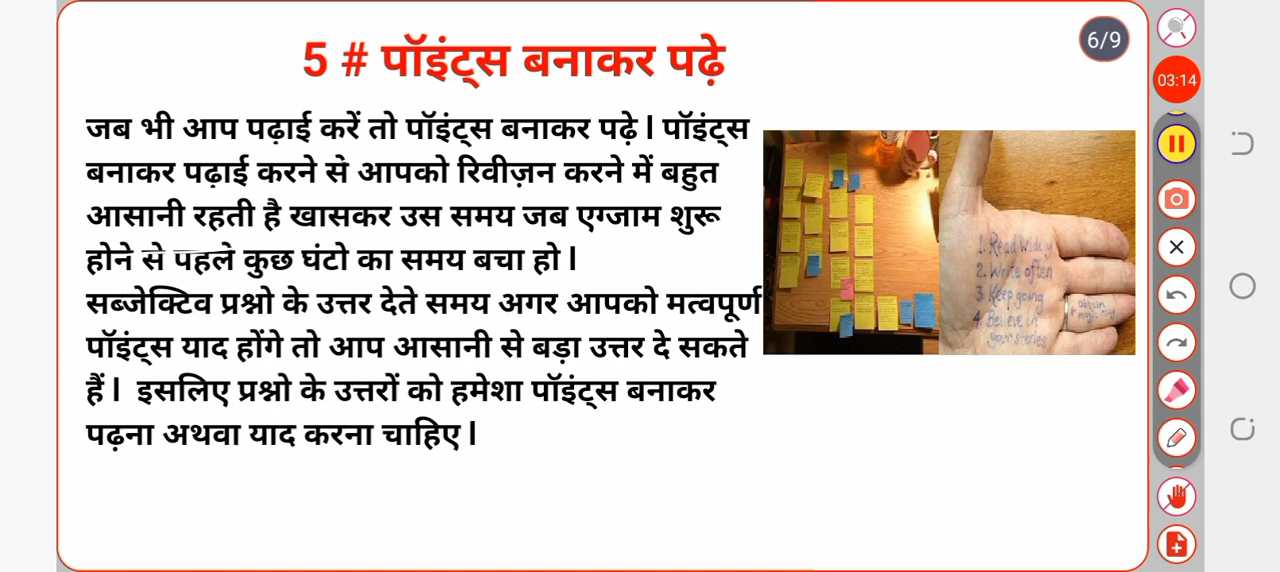 5 # पॉइंट्स बनाकर पढ़े
6/9
03:14
जब भी आप पढ़ाई करें तो पॉइंट्स बनाकर पढ़े l पॉइंट्स
बनाकर पढ़ाई करने से आपको रिवीज़न करने में बहुत
आसानी रहती है खासकर उस समय जब एग्जाम शुरू
होने से पहले कुछ घंटो का समय बचा हो l
सब्जेक्टिव प्रश्नो के उत्तर देते समय अगर आपको मत्वपूर्ण
पॉइंट्स याद होंगे तो आप आसानी से बड़ा उत्तर दे सकते
हैं l इसलिए प्रश्नो के उत्तरों को हमेशा पॉइंट्स बनाकर
पढ़ना अथवा याद करना चाहिए l
1. Read widely
2. Write often
3. Keep going
4. Believe in
your stories